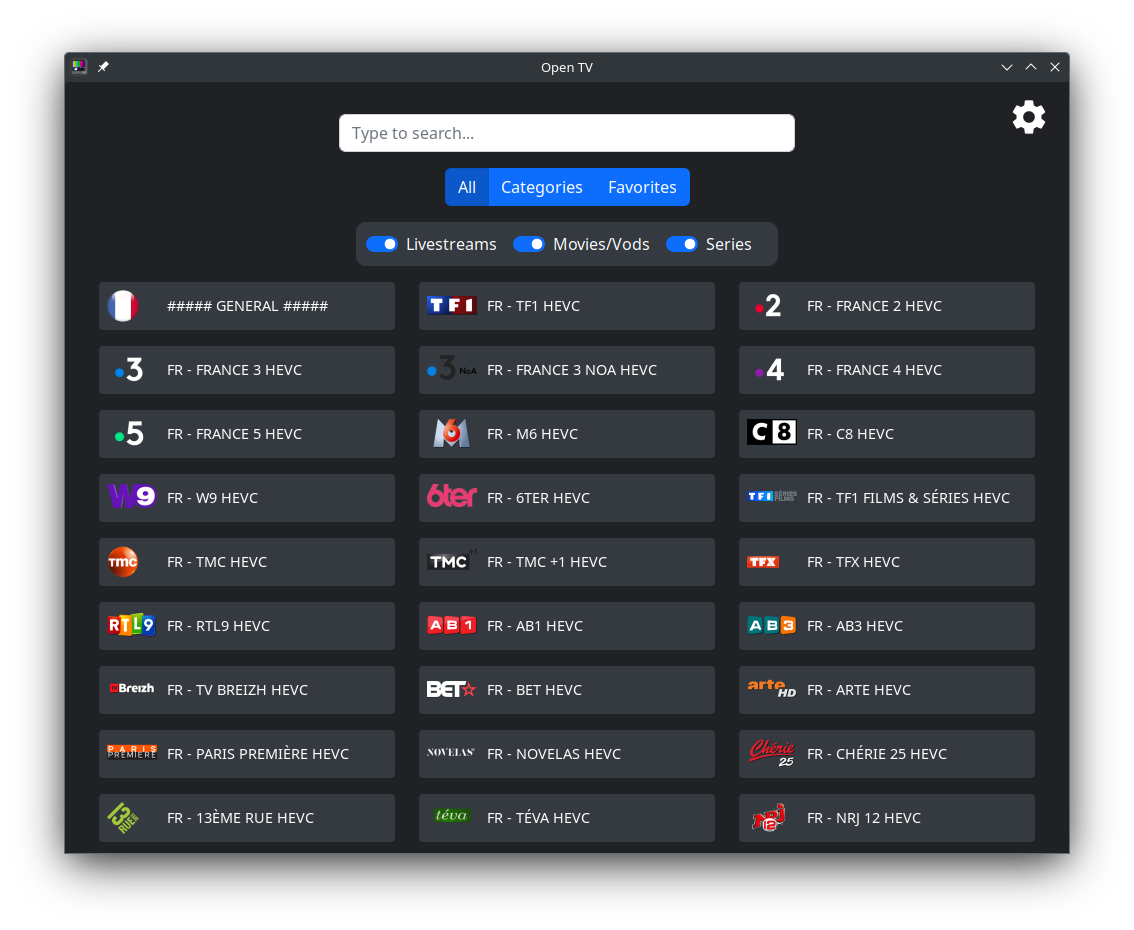 Open TV
Type to search...
All Categories Favorites
Livestreams Movies/Vods Series
##### GENERAL #####
TF1 FR - TF1 HEVC
2 FR - FRANCE 2 HEVC
3 FR - FRANCE 3 HEVC
3 NoA FR - FRANCE 3 NOA HEVC
4 FR - FRANCE 4 HEVC
5 FR - FRANCE 5 HEVC
M6 FR - M6 HEVC
C8 FR - C8 HEVC
W9 FR - W9 HEVC
6ter FR - 6TER HEVC
TF1 SÉRIES FILMS FR - TF1 FILMS & SÉRIES HEVC
TMC FR - TMC HEVC
TMC +1 FR - TMC +1 HEVC
TFX FR - TFX HEVC
RTL9 FR - RTL9 HEVC
AB1 FR - AB1 HEVC
AB3 FR - AB3 HEVC
TV Breizh FR - TV BREIZH HEVC
BET FR - BET HEVC
arte HD FR - ARTE HEVC
PARIS PREMIERE FR - PARIS PREMIÈRE HEVC
NOVELAS FR - NOVELAS HEVC
Chérie 25 FR - CHÉRIE 25 HEVC
13 RUE FR - 13ÈME RUE HEVC
téva FR - TÉVA HEVC
NRJ 12 FR - NRJ 12 HEVC